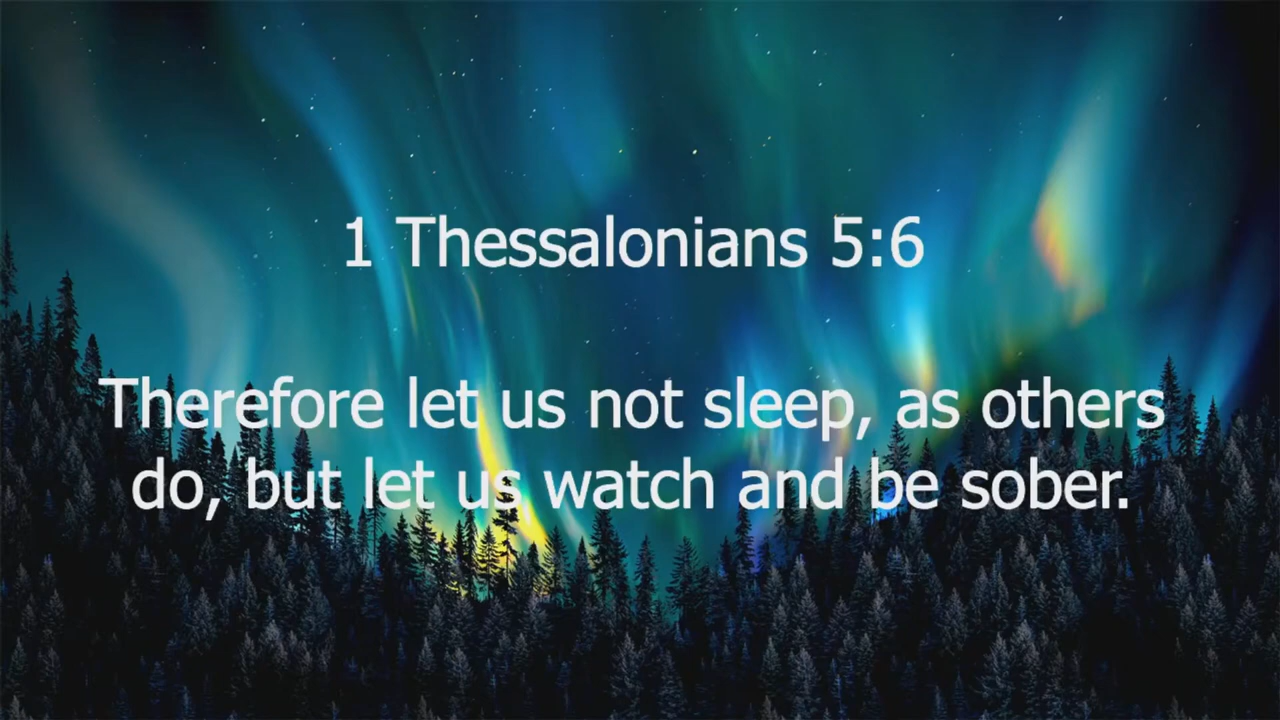 1 Thessalonians 5:6
Therefore let us not sleep, as others
do, but let us watch and be sober.